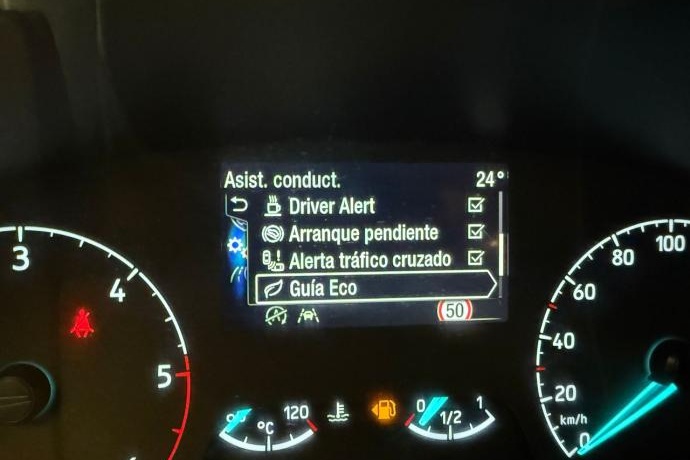 Asist. conduct. 24°
Driver Alert
Arranque pendiente
Alerta tráfico cruzado
Guía Eco
50
3
4
5
120
°C
0
1/2
1
100
80
60
40
20
km/h
0